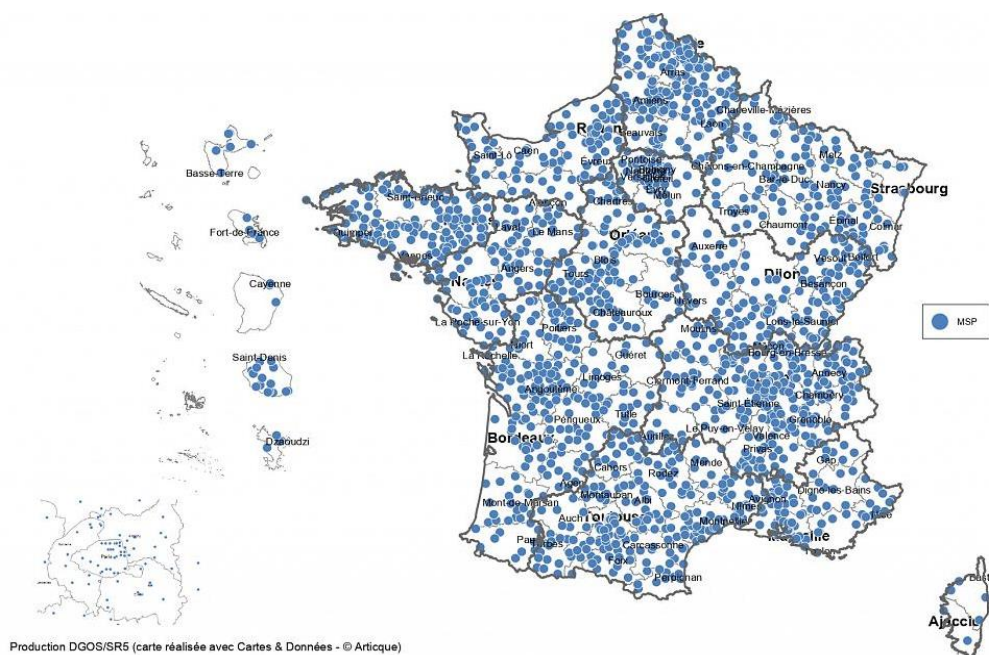 Arras
Amiens
Charleville-Mézières
Laon
Beauvais
Saint-Lô
Caen
Évreux
Pontoise
Châlons-en-Champagne
Metz
Bar-le-Duc
Nancy
Strasbourg
Melun
Basse-Terre
Saint-Brieuc
Alençon
Chartres
Troyes
Chaumont
Épinal
Colmar
Fort-de-France
Quimper
Laval
Le Mans
Orléans
Auxerre
Vannes
Blois
Vesoul
Belfort
Angers
Tours
Dijon
Besançon
Cayenne
Bourges
Nevers
Châteauroux
La Roche-sur-Yon
Poitiers
Moulins
Lons-le-Saunier
MSP
Niort
Mâcon
Bourg-en-Bresse
La Rochelle
Guéret
Saint-Denis
Annecy
Limoges
Clermont-Ferrand
Angoulême
Chambéry
Saint-Étienne
Périgueux
Tulle
Grenoble
Le Puy-en-Velay
Bordeaux
Aurillac
Valence
Dzaoudzi
Privas
Cahors
Rodez
Mende
Gap
Agen
Digne-les-Bains
Mont-de-Marsan
Montauban
Albi
Avignon
Nîmes
Auch
Toulouse
Montpellier
Nice
Marseille
Pau
Tarbes
Carcassonne
Toulon
Foix
Perpignan
Ajaccio
Production DGOS/SR5 (carte réalisée avec Cartes & Données - © Articque)